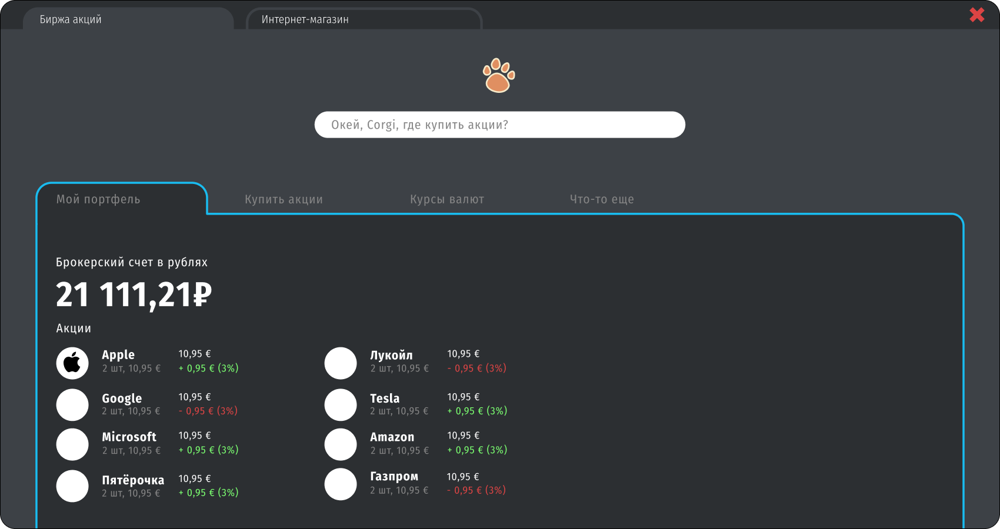 Биржа акций
Интернет-магазин
Окей, Corgi, где купить акции?
Мой портфель
Купить акции
Курсы валют
Что-то еще
Брокерский счет в рублях
21 111,21₽
Акции
Apple
2 шт, 10,95 €
10,95 €
+ 0,95 € (3%)
Лукойл
2 шт, 10,95 €
10,95 €
- 0,95 € (3%)
Google
2 шт, 10,95 €
10,95 €
- 0,95 € (3%)
Tesla
2 шт, 10,95 €
10,95 €
+ 0,95 € (3%)
Microsoft
2 шт, 10,95 €
10,95 €
+ 0,95 € (3%)
Amazon
2 шт, 10,95 €
10,95 €
+ 0,95 € (3%)
Пятёрочка
2 шт, 10,95 €
10,95 €
+ 0,95 € (3%)
Газпром
2 шт, 10,95 €
10,95 €
- 0,95 € (3%)